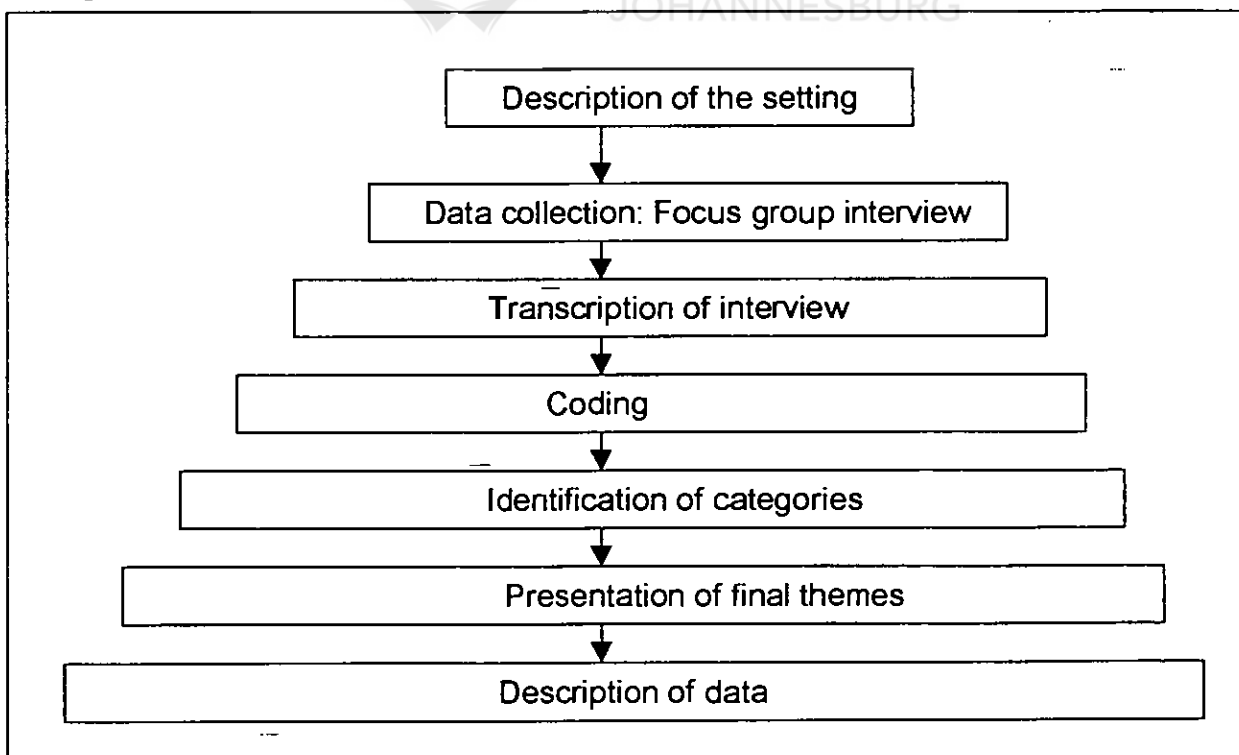 JOHANNESBURG
Description of the setting
Data collection: Focus group interview
Transcription of interview
Coding
Identification of categories
Presentation of final themes
Description of data